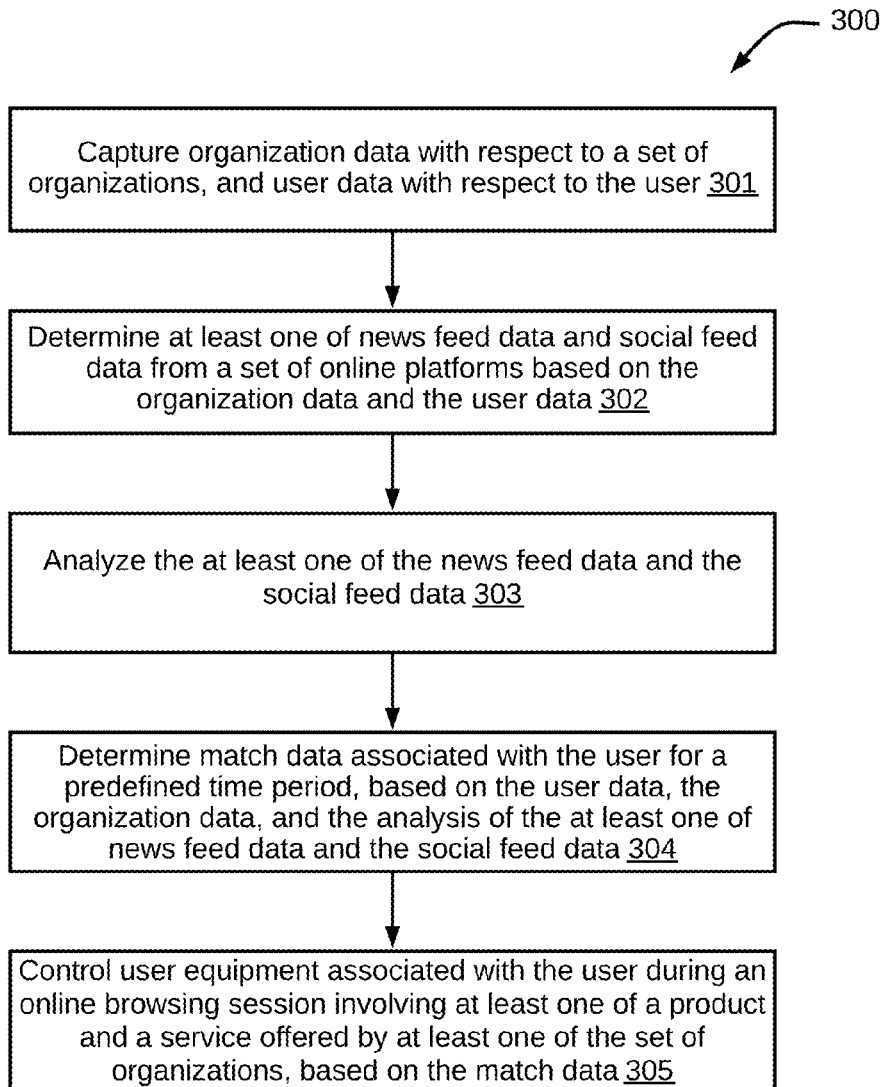 300
Capture organization data with respect to a set of
organizations, and user data with respect to the user 301
Determine at least one of news feed data and social feed
data from a set of online platforms based on the
organization data and the user data 302
Analyze the at least one of the news feed data and the
social feed data 303
Determine match data associated with the user for a
predefined time period, based on the user data, the
organization data, and the analysis of the at least one of
news feed data and the social feed data 304
Control user equipment associated with the user during an
online browsing session involving at least one of a product
and a service offered by at least one of the set of
organizations, based on the match data 305